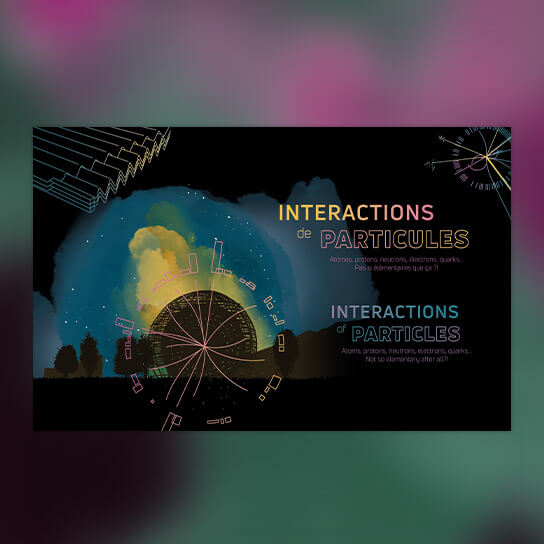 INTERACTIONS
de PARTICULES
Atomes, protons, neutrons, électrons, quarks...
Pas si élémentaires que ça ?!
INTERACTIONS
of PARTICLES
Atoms, protons, neutrons, electrons, quarks...
Not so elementary after all?!